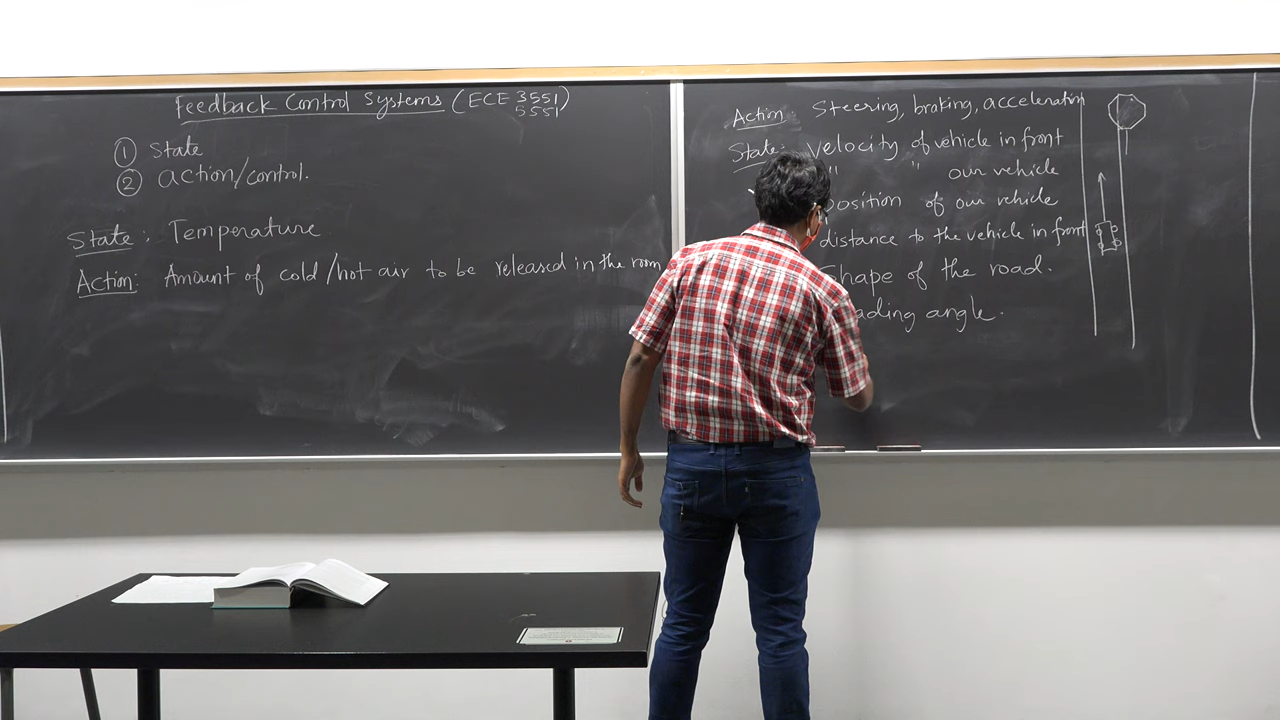 Feedback Control Systems (ECE 3551)
5551
① State
② action/control.
State: Temperature
Action: Amount of cold/hot air to be released in the room
Action: Steering, braking, acceleration
State: Velocity of vehicle in front
" " our vehicle
position of our vehicle
distance to the vehicle in front
Shape of the road.
angle.